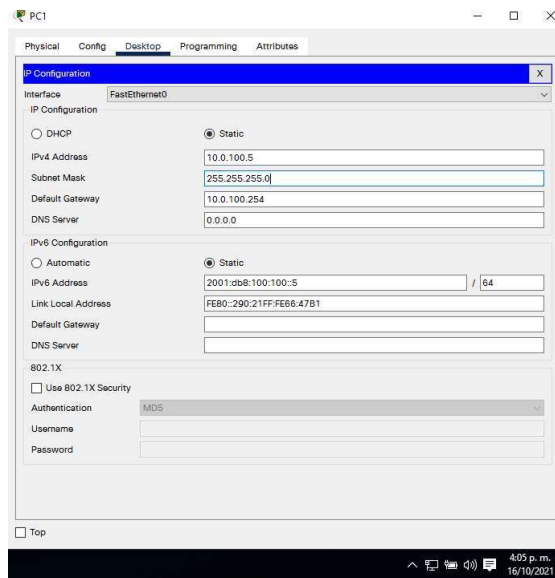 PC1
Physical Config Desktop Programming Attributes
IP Configuration X
Interface FastEthernet0
IP Configuration
DHCP Static
IPv4 Address 10.0.100.5
Subnet Mask 255.255.255.0
Default Gateway 10.0.100.254
DNS Server 0.0.0.0
IPv6 Configuration
Automatic Static
IPv6 Address 2001:db8:100:100::5 / 64
Link Local Address FE80::290:21FF:FE66:47B1
Default Gateway
DNS Server
802.1X
Use 802.1X Security
Authentication MD5
Username
Password
Top
4:05 p. m.
16/10/2021